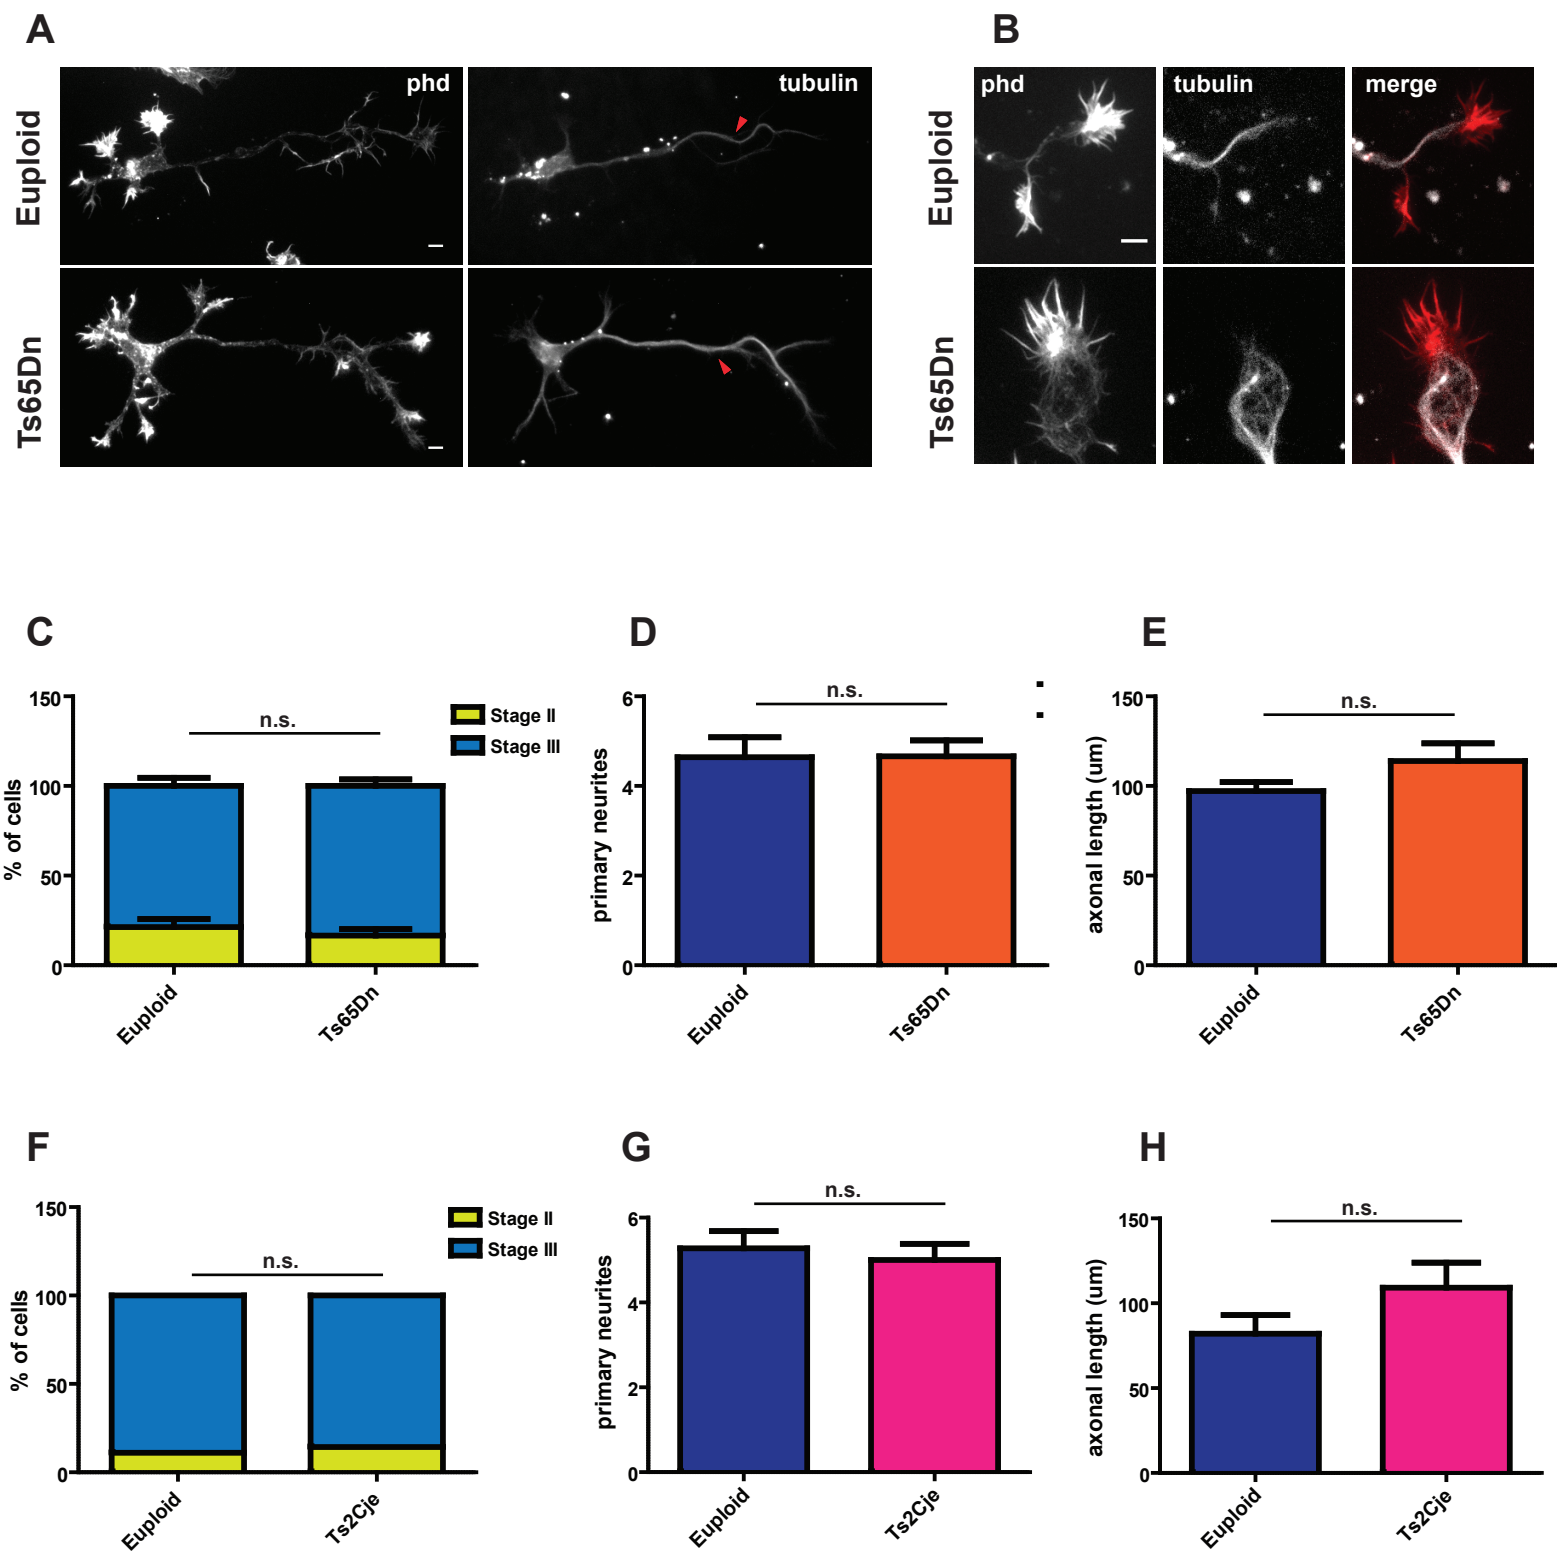 A
B
phd
tubulin
phd
tubulin
merge
Euploid
Euploid
Ts65Dn
Ts65Dn
C
D
E
150
100
50
0
% of cells
n.s.
Stage II
Stage III
Euploid
Ts65Dn
6
4
2
0
primary neurites
n.s.
Euploid
Ts65Dn
150
100
50
0
axonal length (um)
n.s.
Euploid
Ts65Dn
F
G
H
150
100
50
0
% of cells
n.s.
Stage II
Stage III
Euploid
Ts2Cje
6
4
2
0
primary neurites
n.s.
Euploid
Ts2Cje
150
100
50
0
axonal length (um)
n.s.
Euploid
Ts2Cje